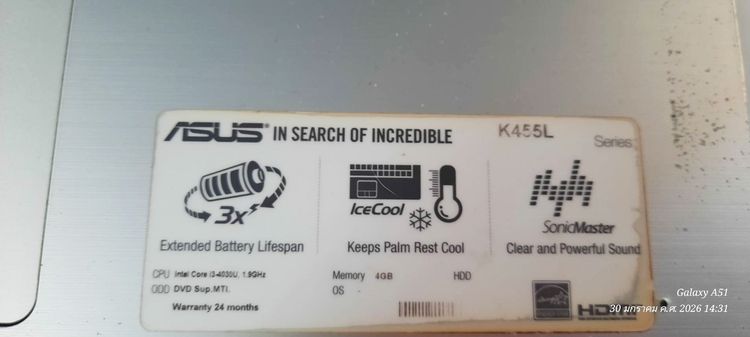 ASUS IN SEARCH OF INCREDIBLE K455L Series
3x
IceCool
SonicMaster
Extended Battery Lifespan Keeps Palm Rest Cool Clear and Powerful Sound
CPU Intel Core i3-4030U, 1.9GHz Memory 4GB HDD
ODD DVD Sup.MTI. OS -
Warranty 24 months
HDMI
Galaxy A51
30 มกราคม ค.ศ. 2026 14:31